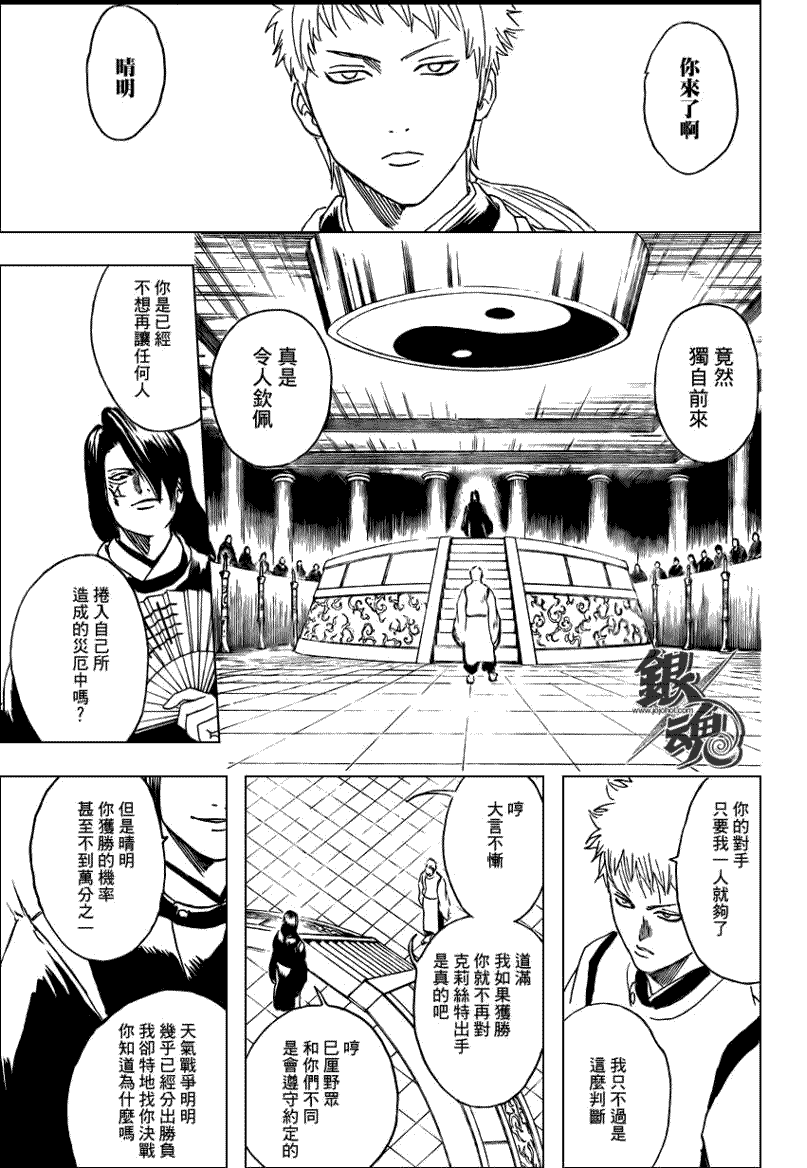 你來了啊
晴明
竟然
獨自前來
真是
令人欽佩
你是已經
不想再讓任何人
捲入自己所
造成的災厄中嗎？
銀魂
www.jojohot.com
你的對手
只要我一人就夠了
我只不過是
這麼判斷
哼
大言不慚
道滿
我如果獲勝
你就不再對
克莉絲特出手
是真的吧
哼
巳厘野眾
和你們不同
是會遵守約定的
但是晴明
你獲勝的機率
甚至不到萬分之一
天氣戰爭明明
幾乎已經分出勝負
我卻特地找你決戰
你知道為什麼嗎